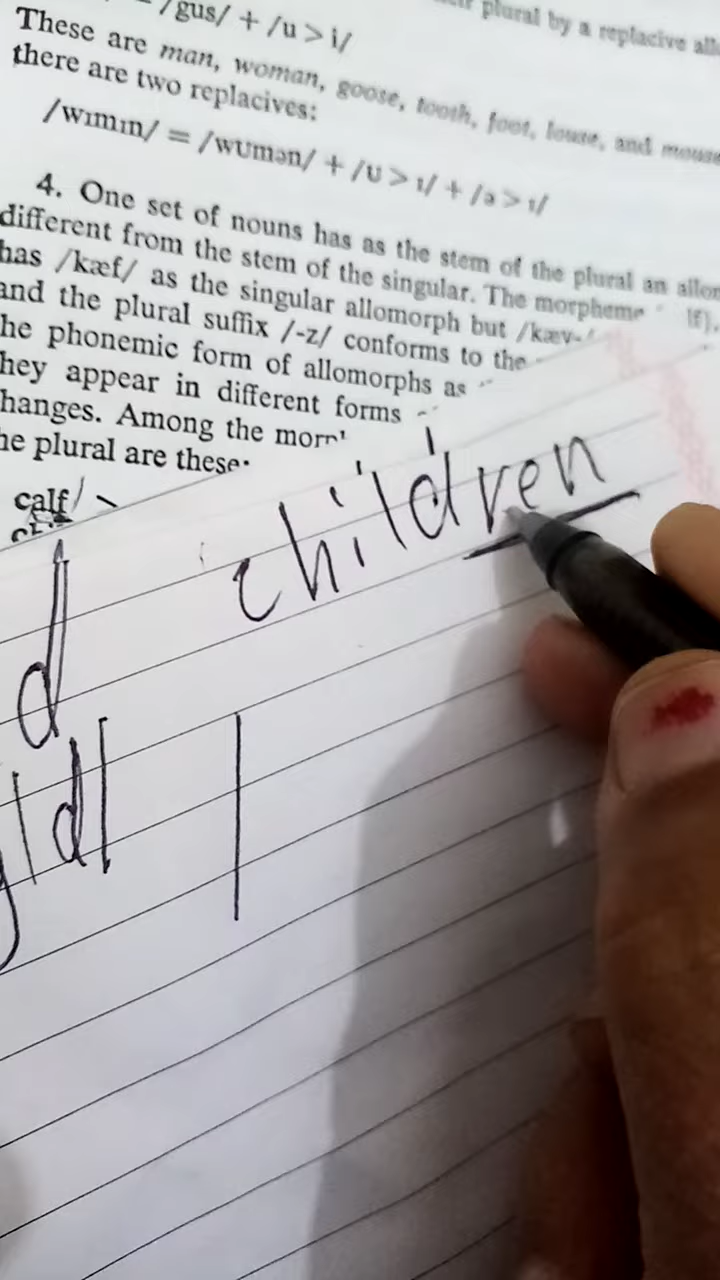 /gus/ + /u > i/
plural by a replacive
These are man, woman, goose, tooth, foot, louse, and mouse
there are two replacives:
/wɪmɪn/ = /wʊmən/ + /ʊ > ɪ/ + /ə > ɪ/
4. One set of nouns has as the stem of the plural an
different from the stem of the singular. The morpheme
has /kæf/ as the singular allomorph but /kæv-/
and the plural suffix /-z/ conforms to the
he phonemic form of allomorphs as
hey appear in different forms
hanges. Among the
he plural are these:
calf
children
d
ld